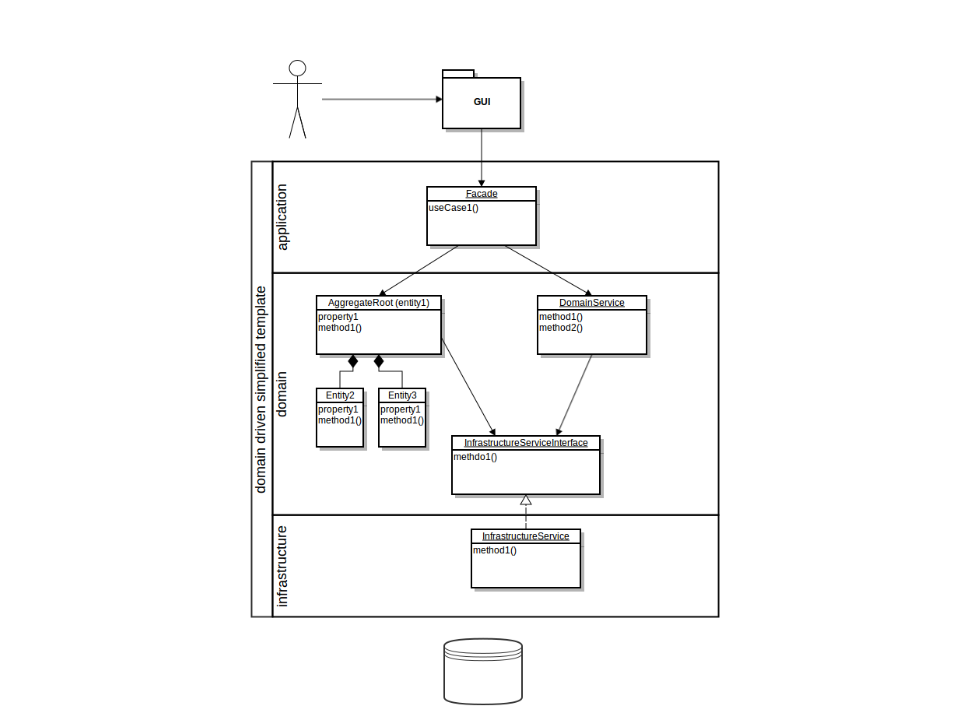 GUI
domain driven simplified template
application
Facade
useCase1()
domain
AggregateRoot (entity1)
property1
method1()
DomainService
method1()
method2()
Entity2
property1
method1()
Entity3
property1
method1()
InfrastructureServiceInterface
methdo1()
infrastructure
InfrastructureService
method1()